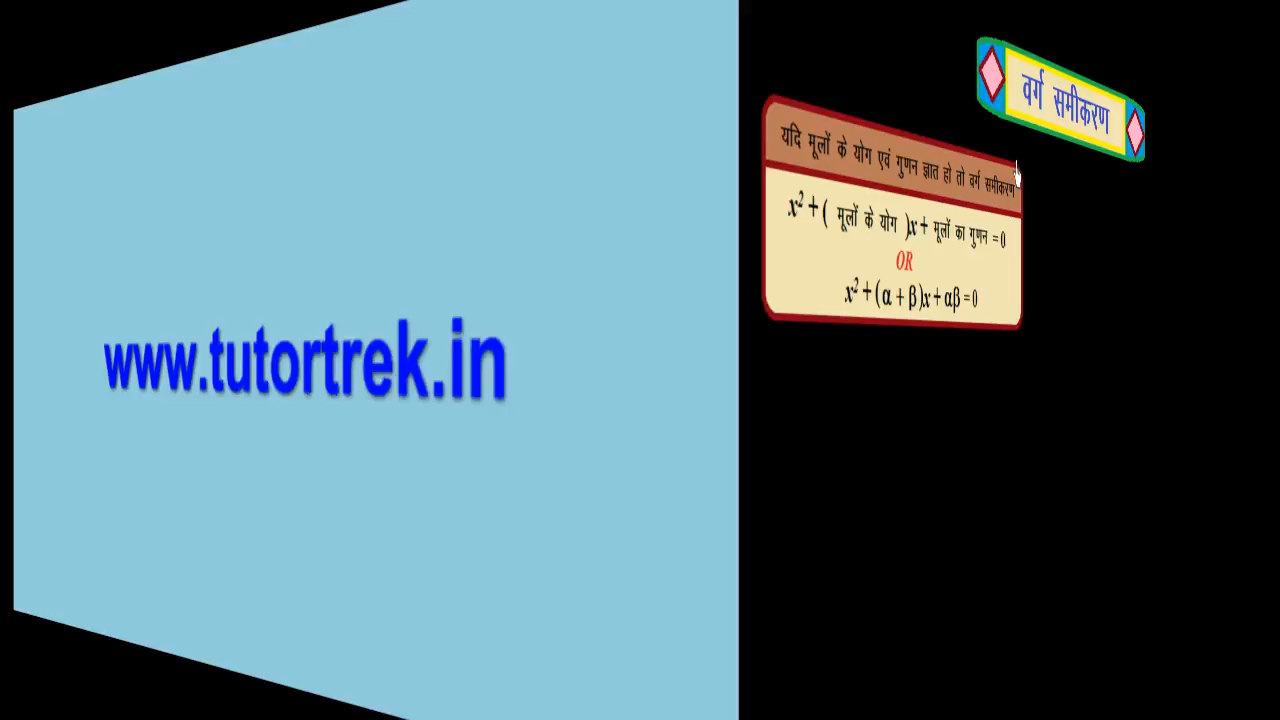 www.tutortrek.in
वर्ग समीकरण
यदि मूलों के योग एवं गुणन ज्ञात हो तो वर्ग समीकरण
x² + ( मूलों के योग )x + मूलों का गुणन = 0
OR
x² + (α + β)x + αβ = 0